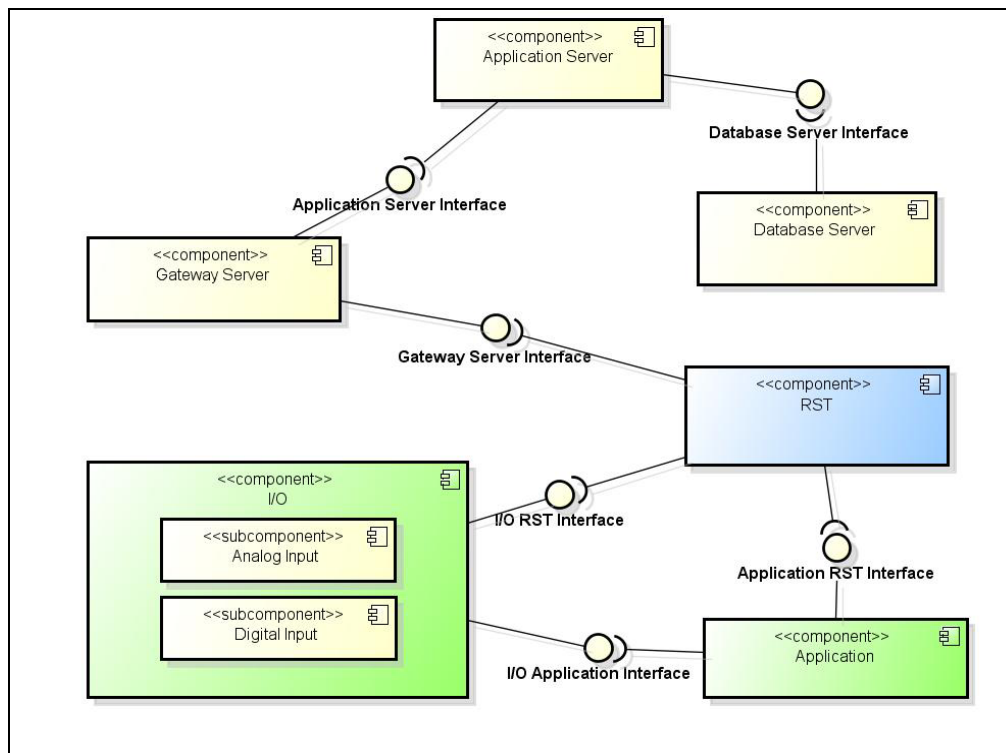 <<component>>
Application Server
Database Server Interface
Application Server Interface
<<component>>
Database Server
<<component>>
Gateway Server
Gateway Server Interface
<<component>>
RST
<<component>>
I/O
I/O RST Interface
<<subcomponent>>
Analog Input
Application RST Interface
<<subcomponent>>
Digital Input
<<component>>
Application
I/O Application Interface